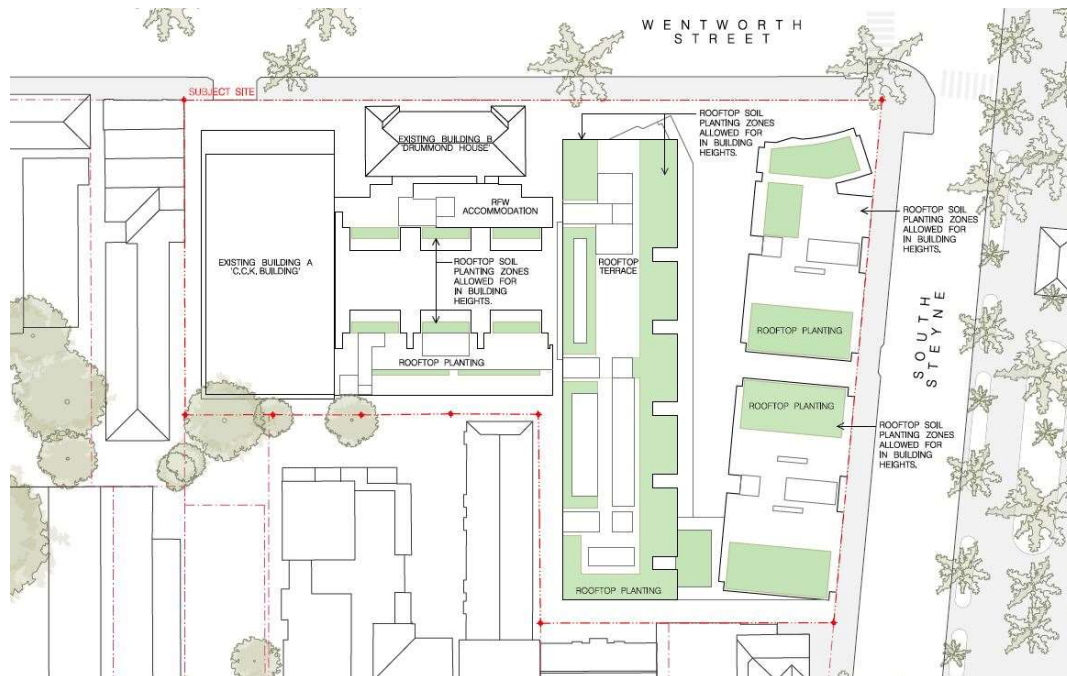 WENTWORTH
STREET
SUBJECT SITE
ROOFTOP SOIL
PLANTING ZONES
ALLOWED FOR
IN BUILDING
HEIGHTS.
EXISTING BUILDING B
'DRUMMOND HOUSE'
RFW
ACCOMMODATION
ROOFTOP SOIL
PLANTING ZONES
ALLOWED FOR
IN BUILDING
HEIGHTS.
EXISTING BUILDING A
'C.C.K. BUILDING'
ROOFTOP SOIL
PLANTING ZONES
ALLOWED FOR
IN BUILDING
HEIGHTS.
ROOFTOP
TERRACE
SOUTH
STEYNE
ROOFTOP PLANTING
ROOFTOP PLANTING
ROOFTOP PLANTING
ROOFTOP SOIL
PLANTING ZONES
ALLOWED FOR
IN BUILDING
HEIGHTS.
ROOFTOP PLANTING